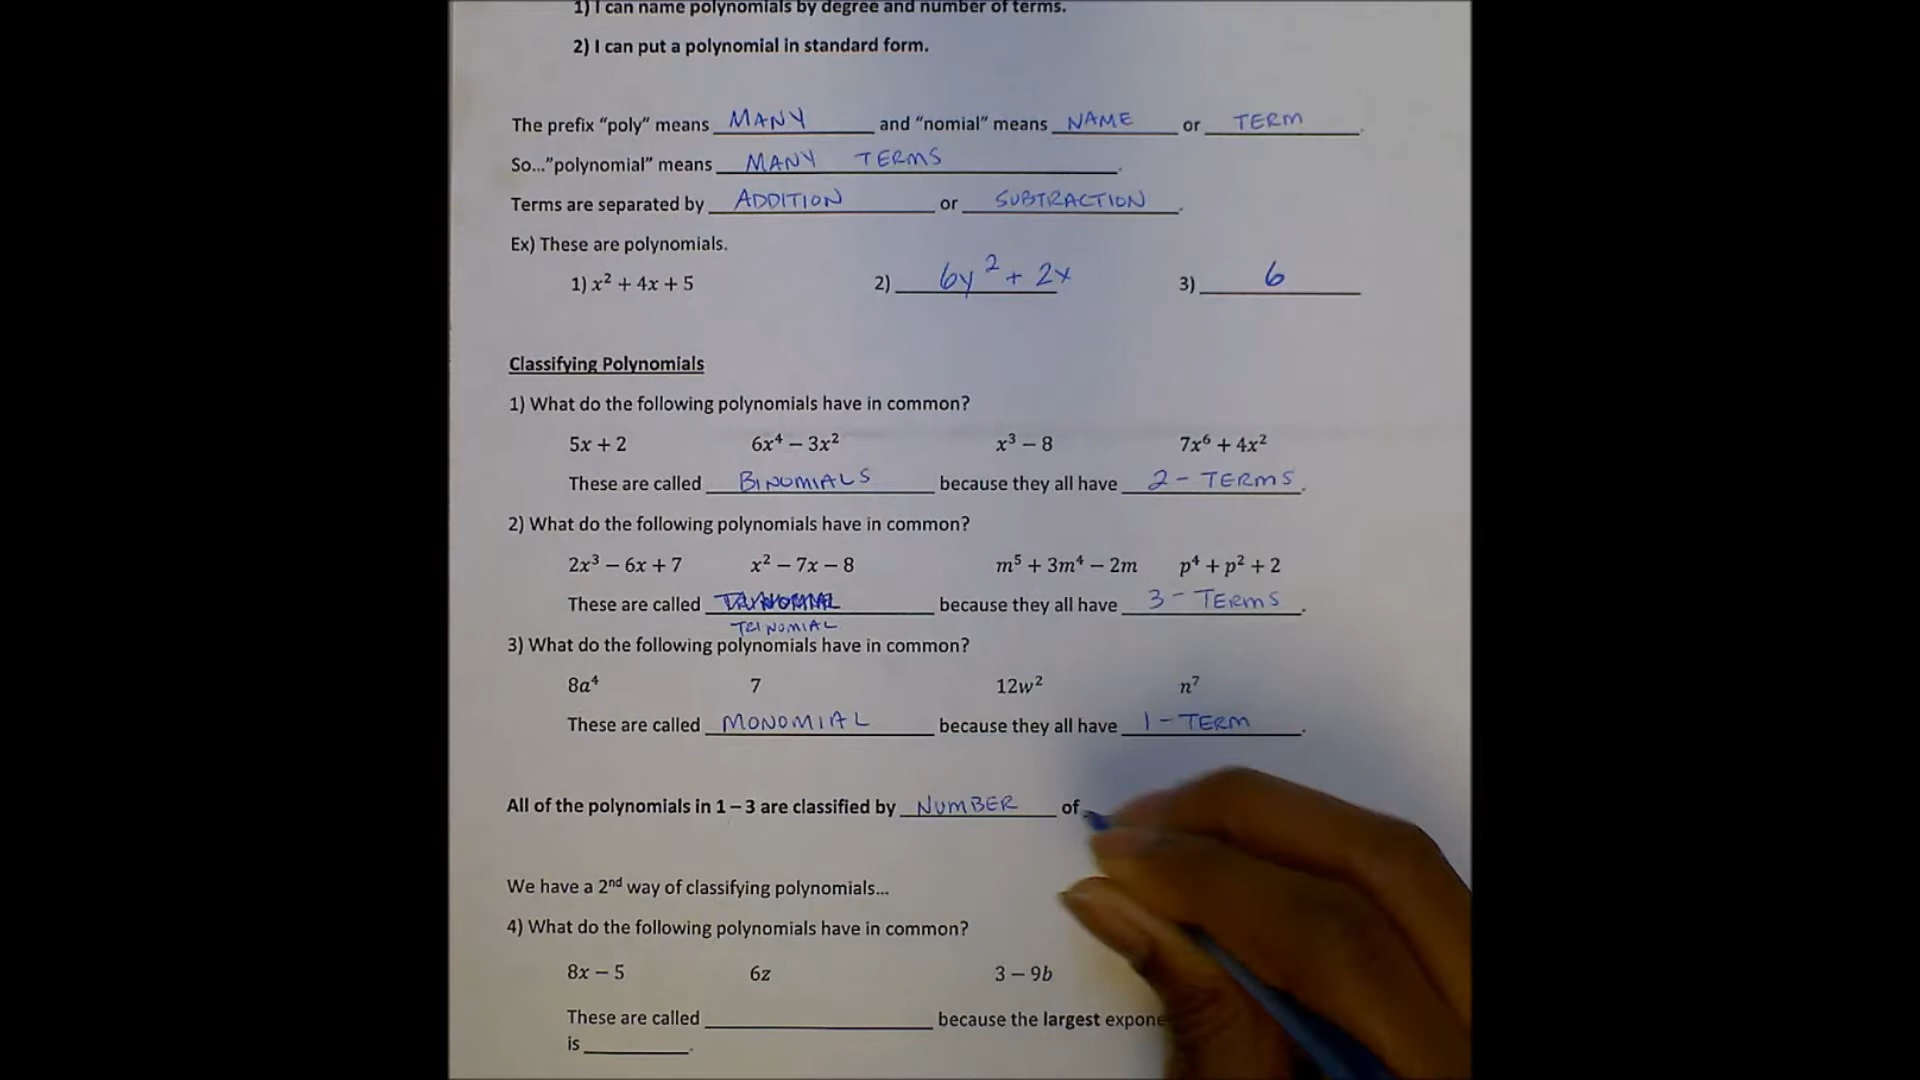 1) I can name polynomials by degree and number of terms.
2) I can put a polynomial in standard form.
The prefix “poly” means MANY and “nomial” means NAME or TERM.
So...”polynomial” means MANY TERMS.
Terms are separated by ADDITION or SUBTRACTION.
Ex) These are polynomials.
1) x² + 4x + 5 2) 6y² + 2x 3) 6
Classifying Polynomials
1) What do the following polynomials have in common?
5x + 2 6x⁴ – 3x² x³ – 8 7x⁶ + 4x²
These are called BINOMIALS because they all have 2 - TERMS.
2) What do the following polynomials have in common?
2x³ – 6x + 7 x² – 7x – 8 m⁵ + 3m⁴ – 2m p⁴ + p² + 2
These are called because they all have 3 - TERMS.
TRINOMIAL
3) What do the following polynomials have in common?
8a⁴ 7 12w² n⁷
These are called MONOMIAL because they all have 1 - TERM.
All of the polynomials in 1 – 3 are classified by NUMBER of
We have a 2nd way of classifying polynomials...
4) What do the following polynomials have in common?
8x – 5 6z 3 – 9b
These are called because the largest expone
is .